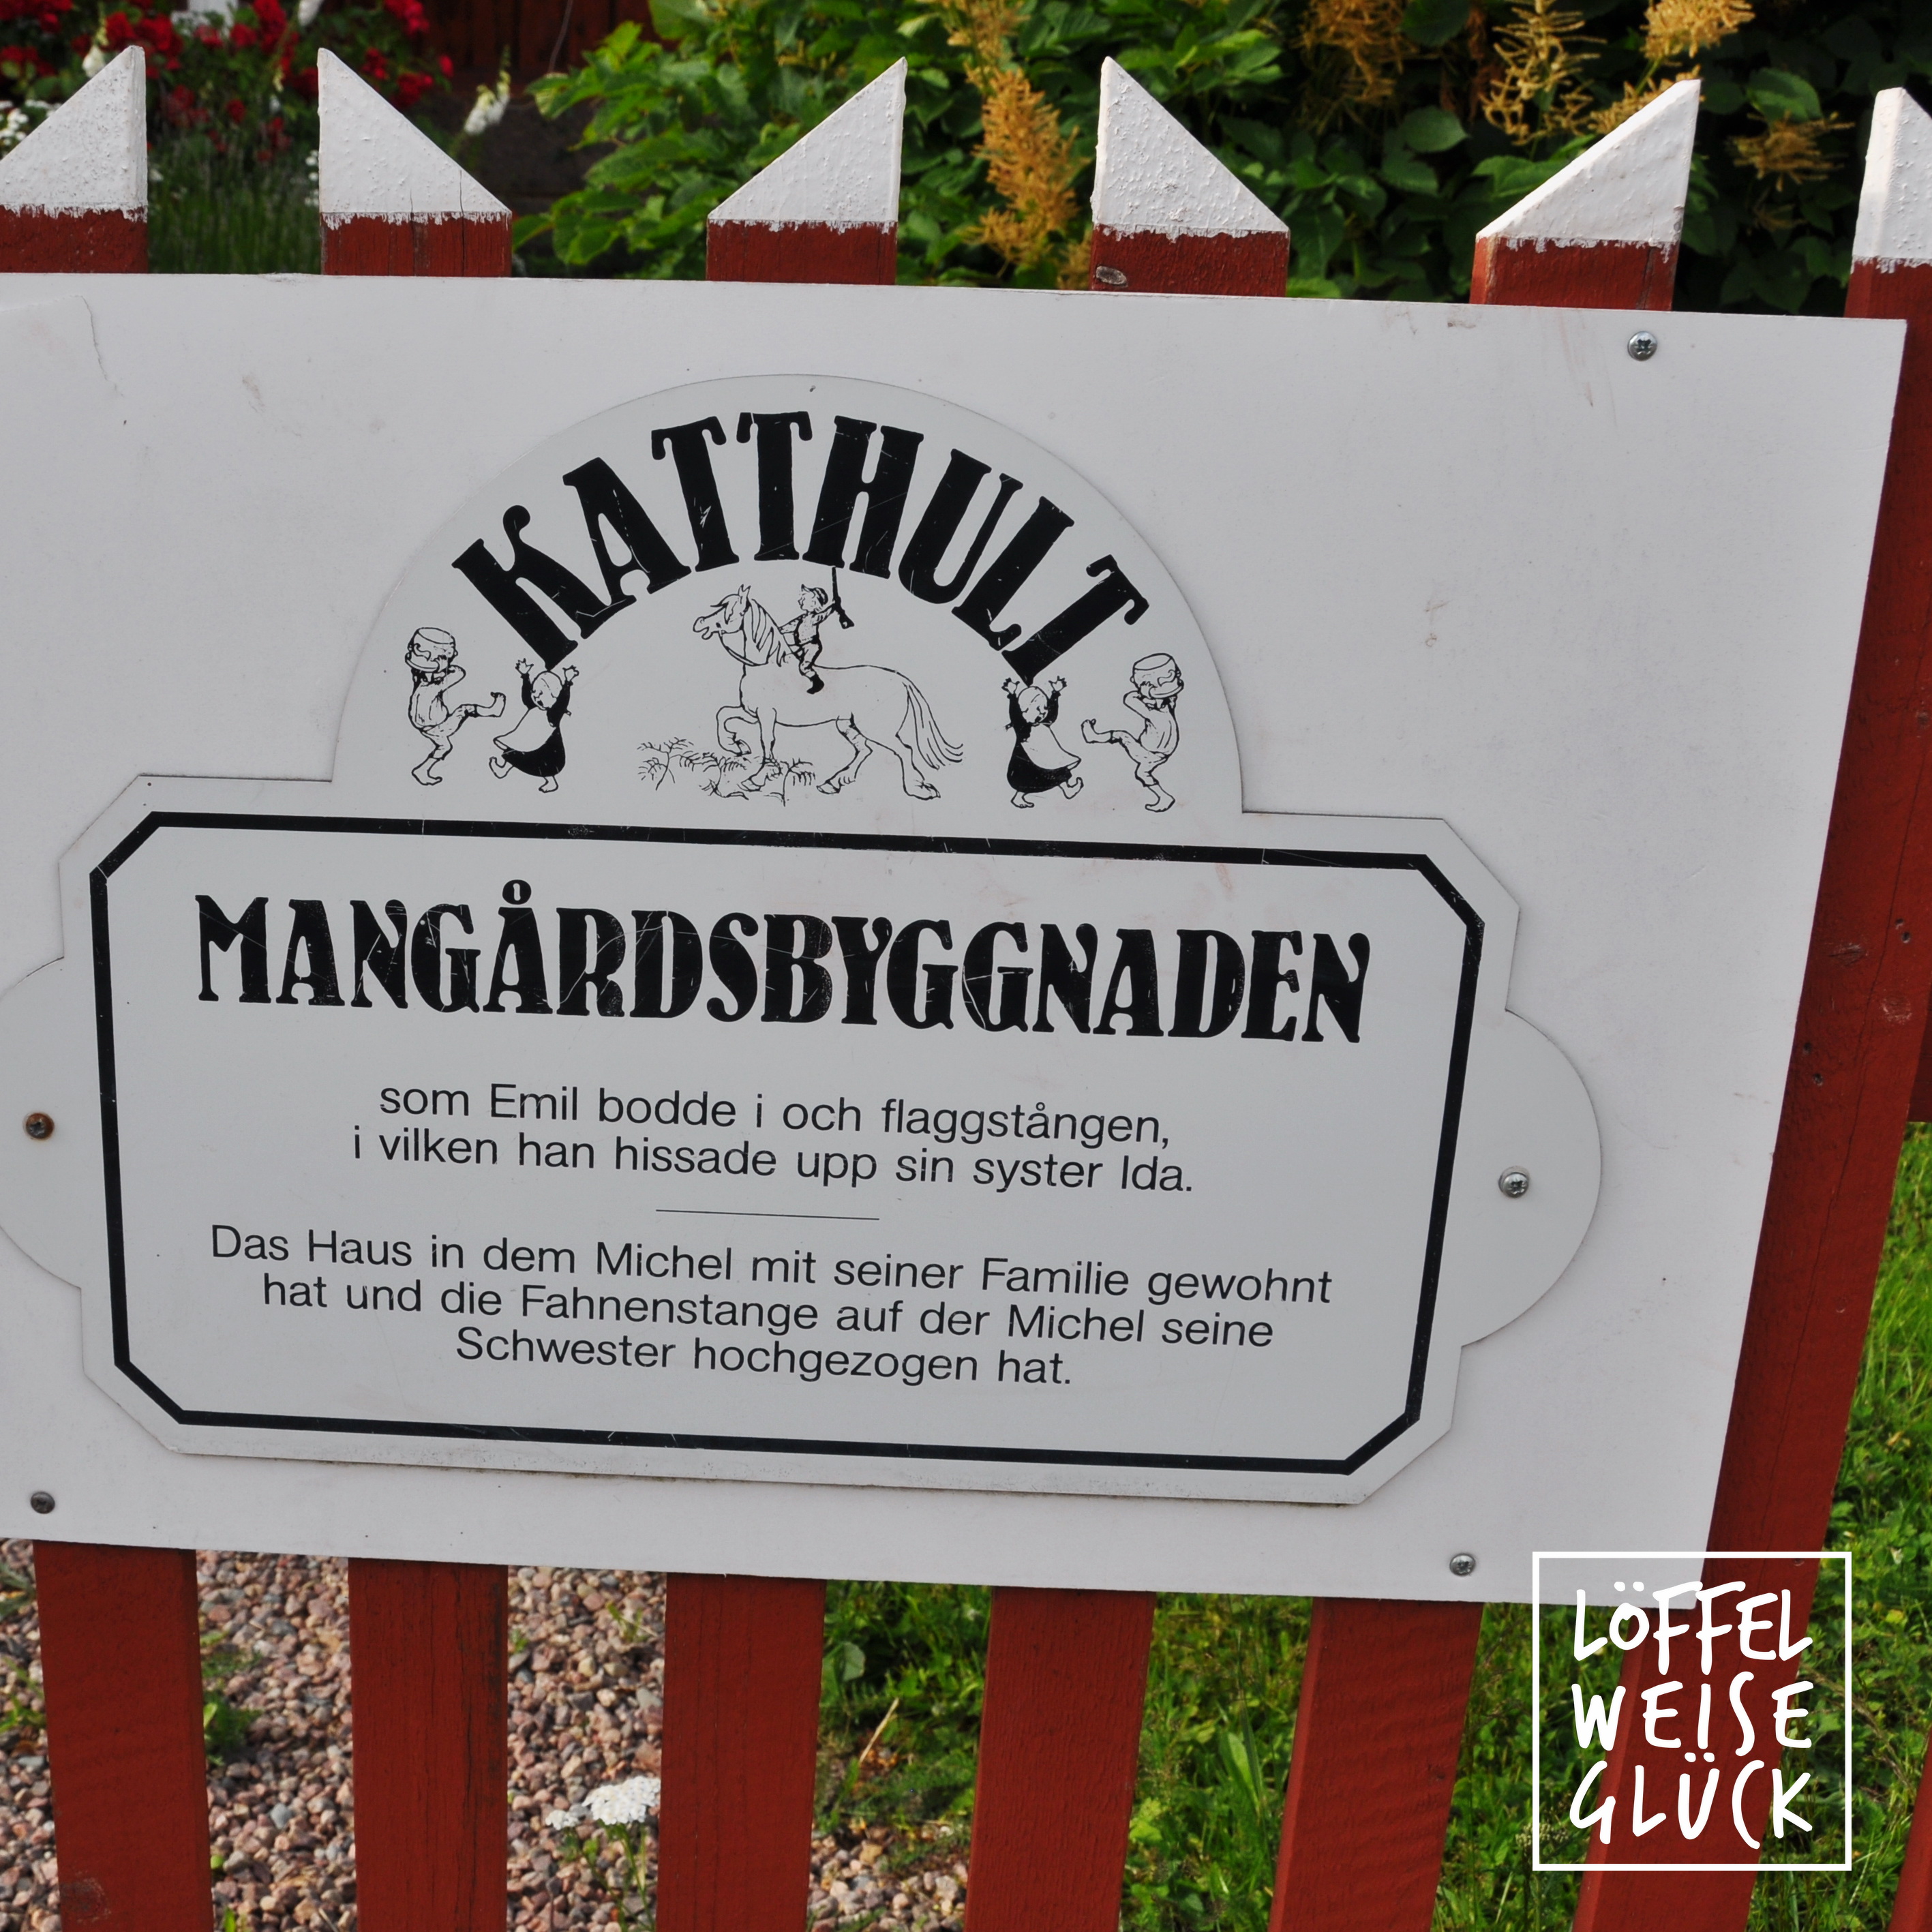 KATTHULT
MANGÅRDSBYGGNADEN
som Emil bodde i och flaggstången,
i vilken han hissade upp sin syster Ida.
Das Haus in dem Michel mit seiner Familie gewohnt
hat und die Fahnenstange auf der Michel seine
Schwester hochgezogen hat.
LÖFFEL
WEISE
GLÜCK